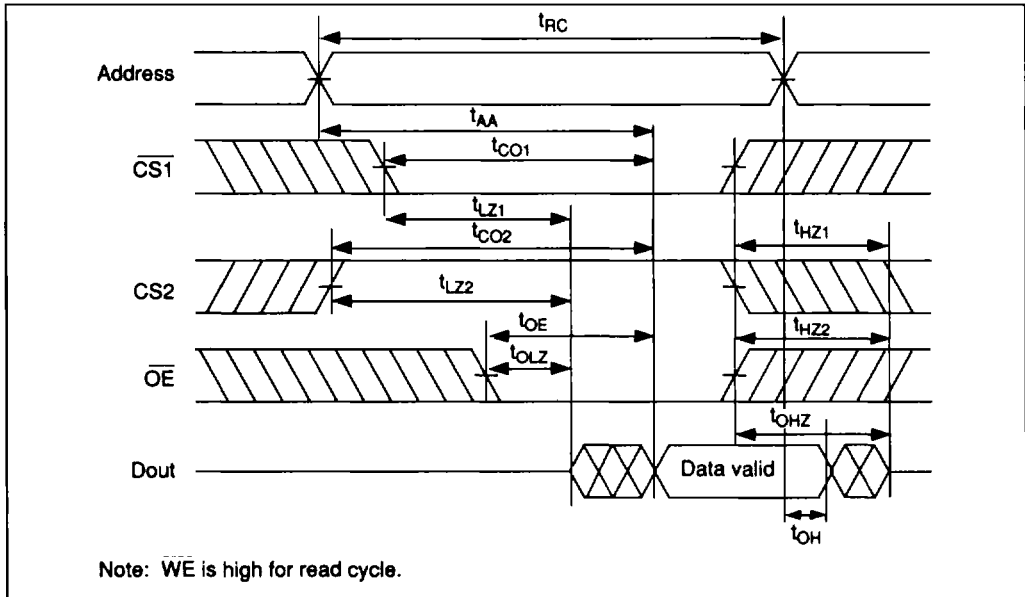 tRC
Address
tAA
CS1
tCO1
tLZ1
tCO2
tHZ1
CS2
tLZ2
tOE
tHZ2
OE
tOLZ
tOHZ
Dout
Data valid
tOH
Note: WE is high for read cycle.